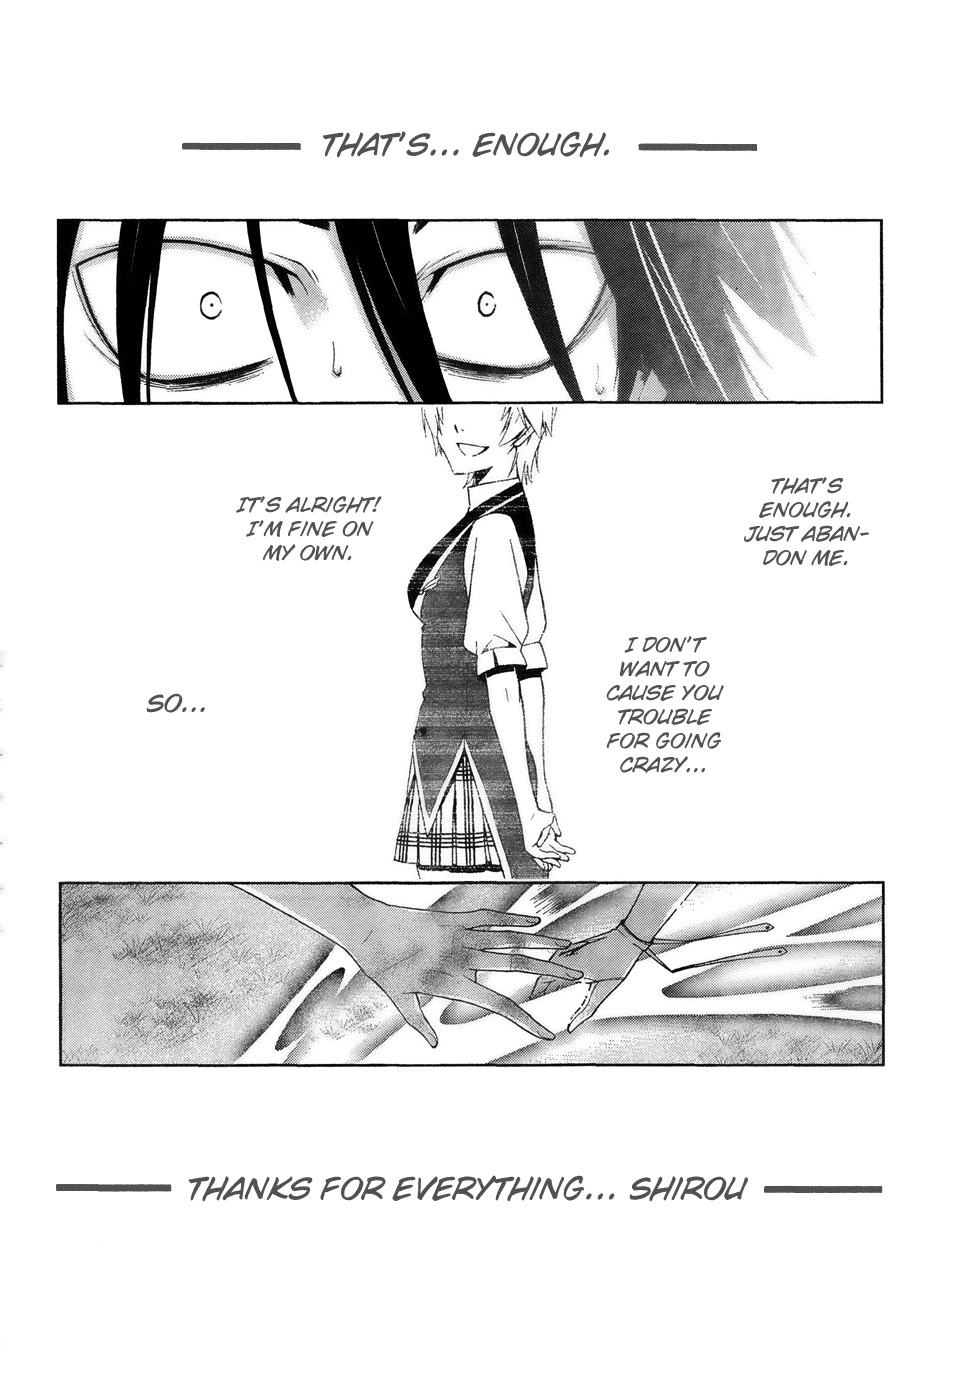 THAT'S... ENOUGH.
THAT'S
ENOUGH.
JUST ABAN-
DON ME.
IT'S ALRIGHT!
I'M FINE ON
MY OWN.
I DON'T
WANT TO
CAUSE YOU
TROUBLE
FOR GOING
CRAZY...
SO...
THANKS FOR EVERYTHING... SHIROU